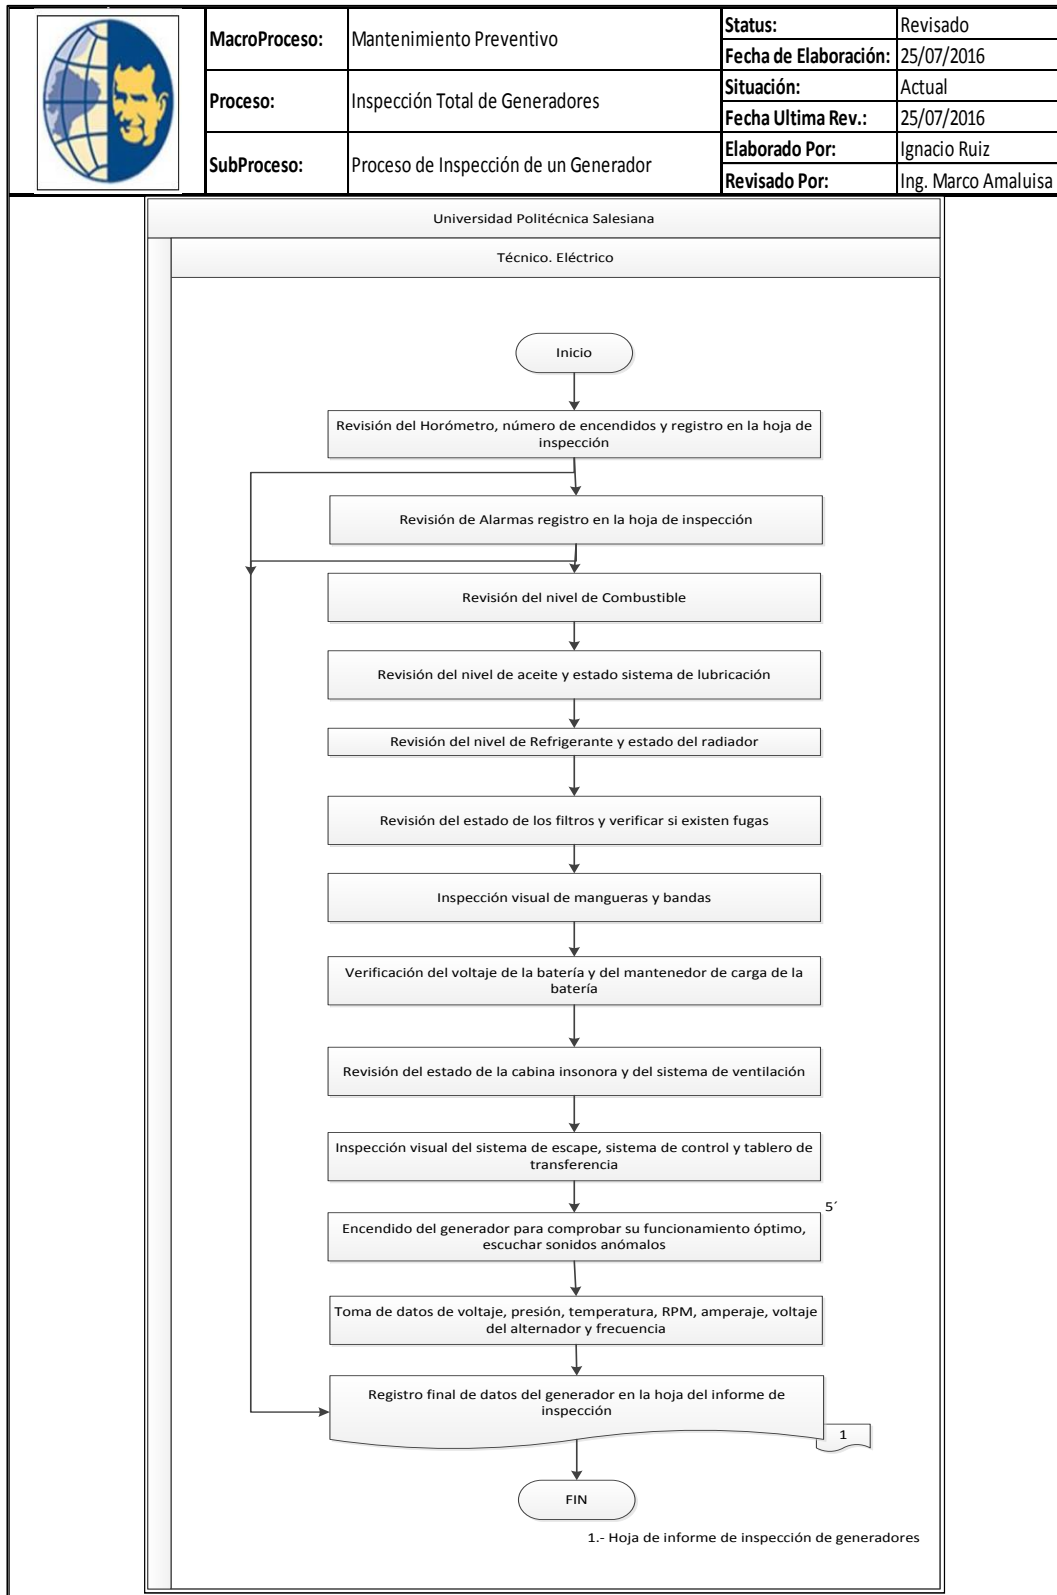 MacroProceso:
Mantenimiento Preventivo
Status:
Revisado
Fecha de Elaboración:
25/07/2016
Proceso:
Inspección Total de Generadores
Situación:
Actual
Fecha Ultima Rev.:
25/07/2016
SubProceso:
Proceso de Inspección de un Generador
Elaborado Por:
Ignacio Ruiz
Revisado Por:
Ing. Marco Amaluisa
Universidad Politécnica Salesiana
Técnico. Eléctrico
Inicio
Revisión del Horómetro, número de encendidos y registro en la hoja de
inspección
Revisión de Alarmas registro en la hoja de inspección
Revisión del nivel de Combustible
Revisión del nivel de aceite y estado sistema de lubricación
Revisión del nivel de Refrigerante y estado del radiador
Revisión del estado de los filtros y verificar si existen fugas
Inspección visual de mangueras y bandas
Verificación del voltaje de la batería y del mantenedor de carga de la
batería
Revisión del estado de la cabina insonora y del sistema de ventilación
Inspección visual del sistema de escape, sistema de control y tablero de
transferencia
5´
Encendido del generador para comprobar su funcionamiento óptimo,
escuchar sonidos anómalos
Toma de datos de voltaje, presión, temperatura, RPM, amperaje, voltaje
del alternador y frecuencia
Registro final de datos del generador en la hoja del informe de
inspección
1
FIN
1.- Hoja de informe de inspección de generadores